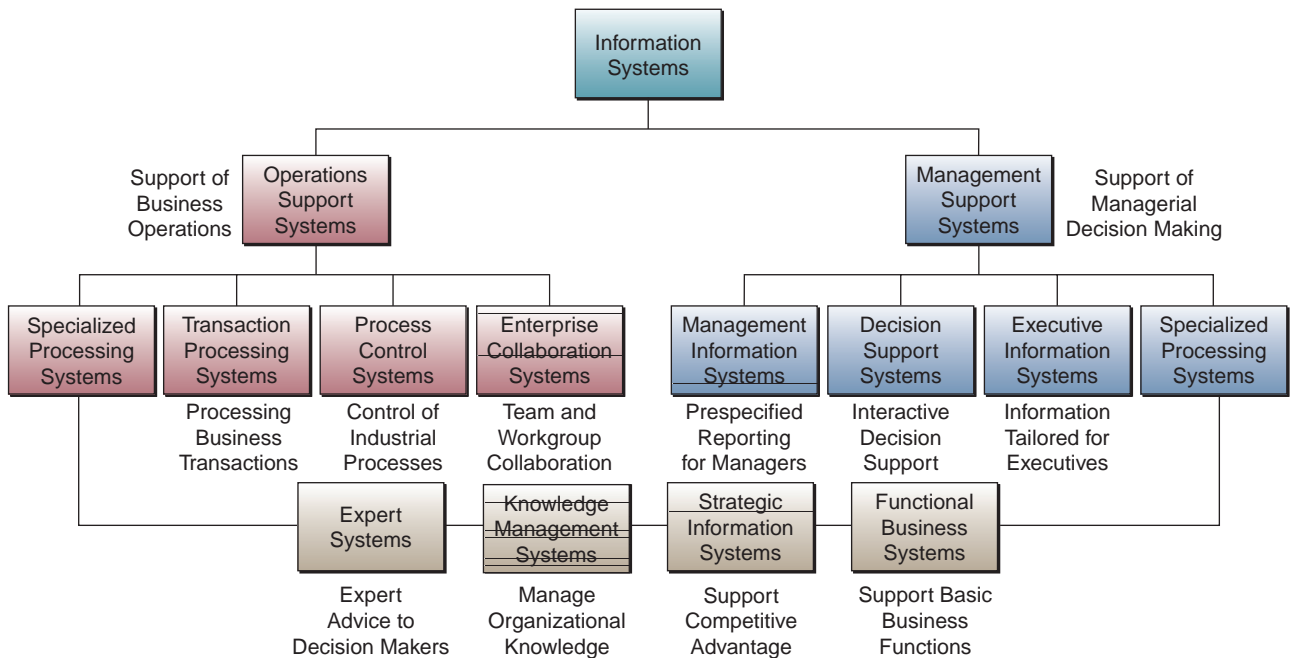 Information
Systems
Support of
Business
Operations
Operations
Support
Systems
Management
Support
Systems
Support of
Managerial
Decision Making
Specialized
Processing
Systems
Transaction
Processing
Systems
Process
Control
Systems
Enterprise
Collaboration
Systems
Management
Information
Systems
Decision
Support
Systems
Executive
Information
Systems
Specialized
Processing
Systems
Processing
Business
Transactions
Control of
Industrial
Processes
Team and
Workgroup
Collaboration
Prespecified
Reporting
for Managers
Interactive
Decision
Support
Information
Tailored for
Executives
Expert
Systems
Knowledge
Management
Systems
Strategic
Information
Systems
Functional
Business
Systems
Expert
Advice to
Decision Makers
Manage
Organizational
Knowledge
Support
Competitive
Advantage
Support Basic
Business
Functions